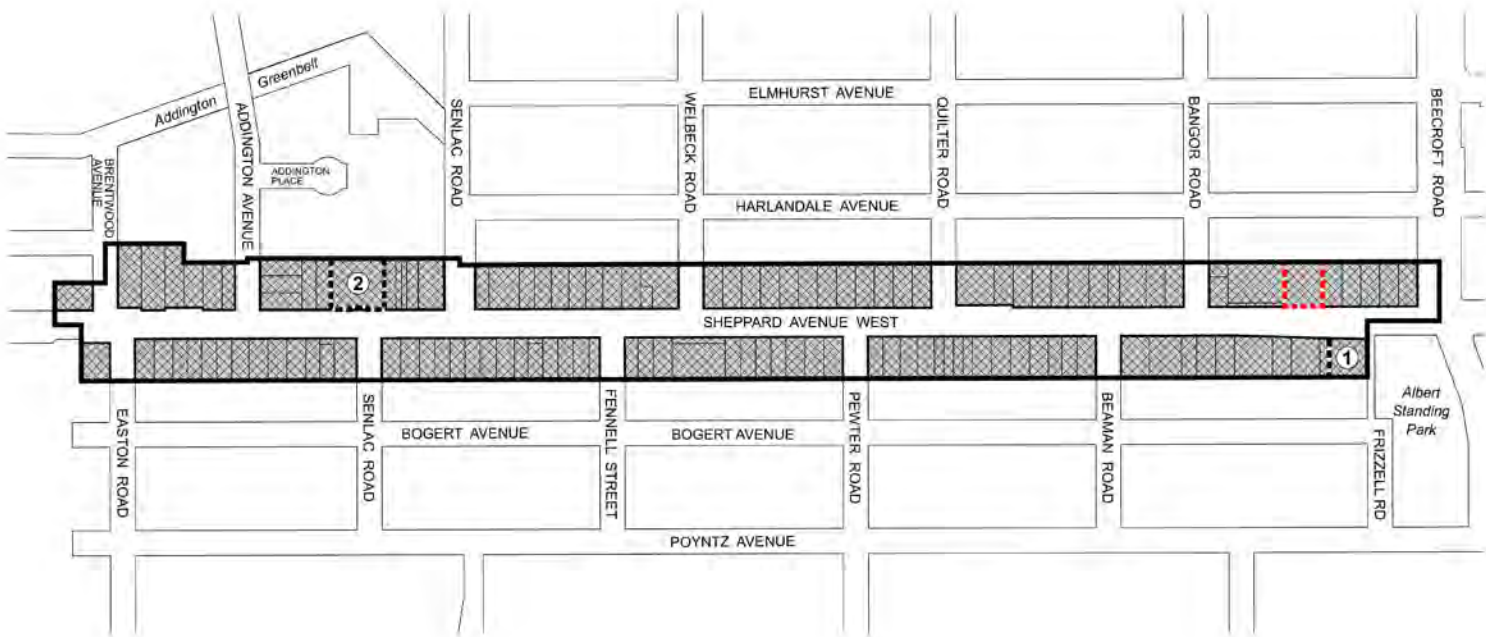 Addington
Greenbelt
ADDINGTON AVENUE
SENLAC ROAD
WELBECK ROAD
ELMHURST AVENUE
QUILTER ROAD
BANGOR ROAD
BEECROFT ROAD
BRENTWOOD
AVENUE
ADDINGTON
PLACE
HARLANDALE AVENUE
2
SHEPPARD AVENUE WEST
1
EASTON ROAD
SENLAC ROAD
BOGERT AVENUE
FENNELL STREET
BOGERT AVENUE
PEWTER ROAD
BEAMAN ROAD
FRIZZELL RD
Albert
Standing
Park
POYNTZ AVENUE